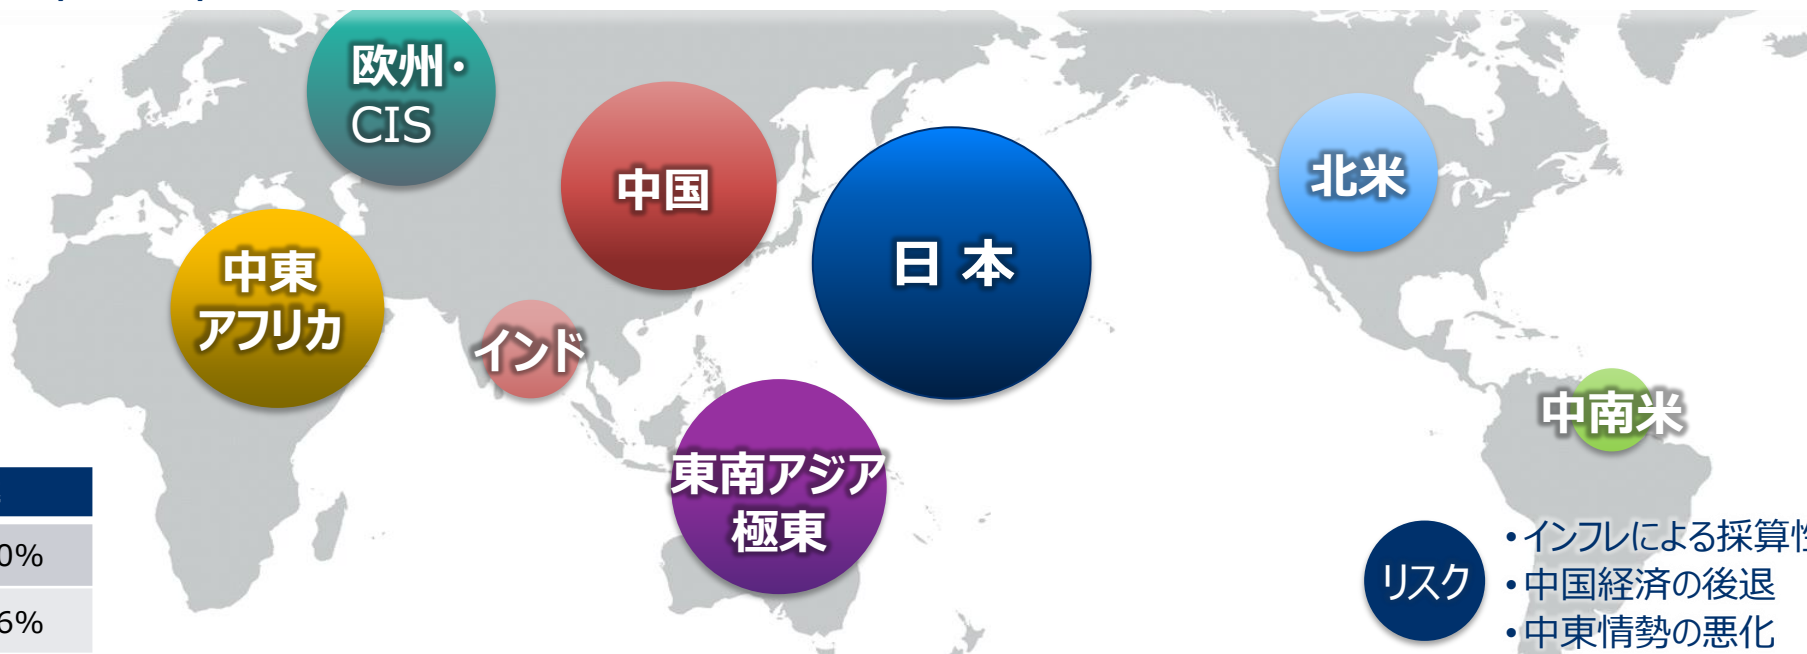 欧州・
CIS
中国
日 本
北米
中東
アフリカ
インド
中南米
東南アジア
極東
0%
6%
リスク
•インフレによる採算性
•中国経済の後退
•中東情勢の悪化